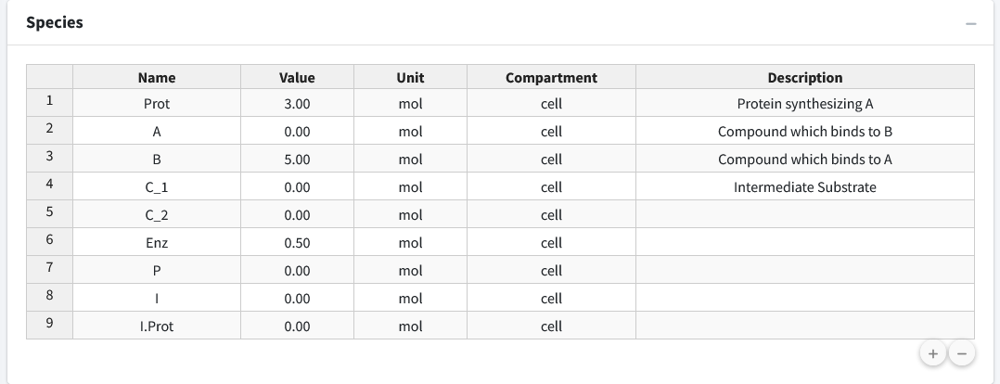 Species
Name Value Unit Compartment Description
1 Prot 3.00 mol cell Protein synthesizing A
2 A 0.00 mol cell Compound which binds to B
3 B 5.00 mol cell Compound which binds to A
4 C_1 0.00 mol cell Intermediate Substrate
5 C_2 0.00 mol cell
6 Enz 0.50 mol cell
7 P 0.00 mol cell
8 I 0.00 mol cell
9 I.Prot 0.00 mol cell